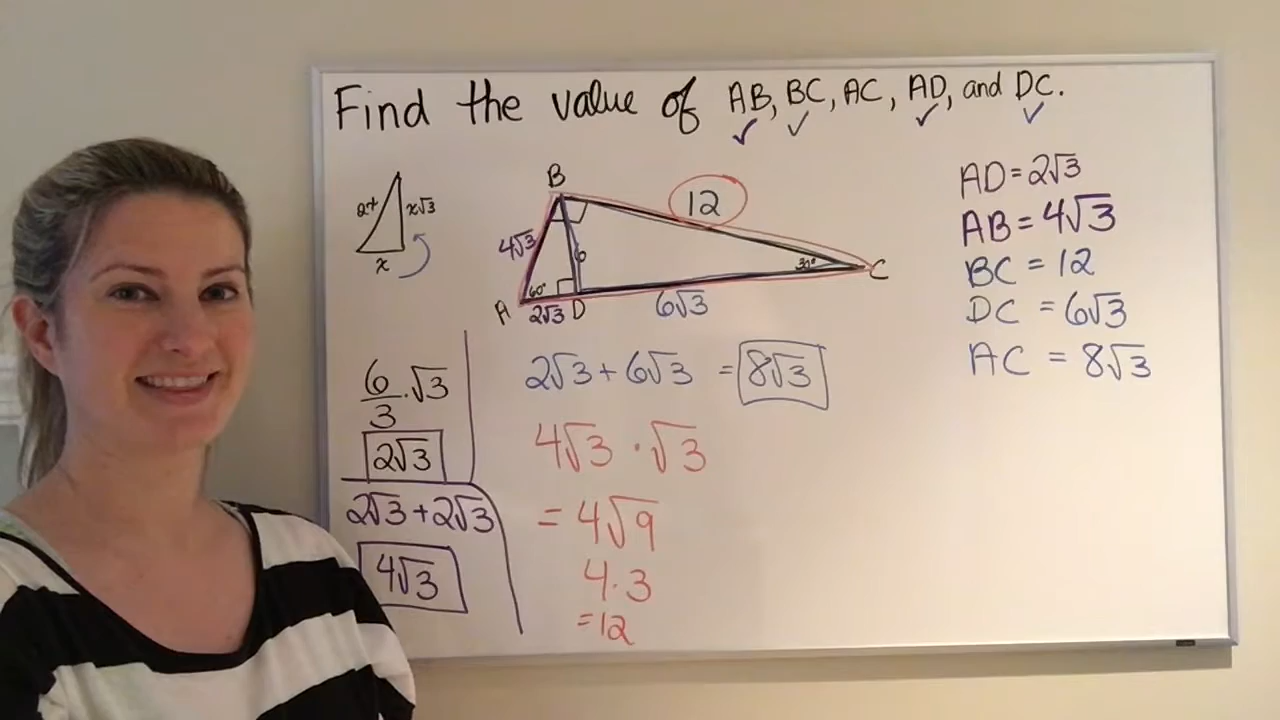 Find the value of AB, BC, AC, AD, and DC.
✓ ✓ ✓ ✓
2x
x√3
x
B
12
4√3
6
60°
30°
C
A
2√3
D
6√3
AD = 2√3
AB = 4√3
BC = 12
DC = 6√3
AC = 8√3
6/3 · √3
2√3
2√3 + 2√3
4√3
2√3 + 6√3 = 8√3
4√3 · √3
= 4√9
4 · 3
= 12